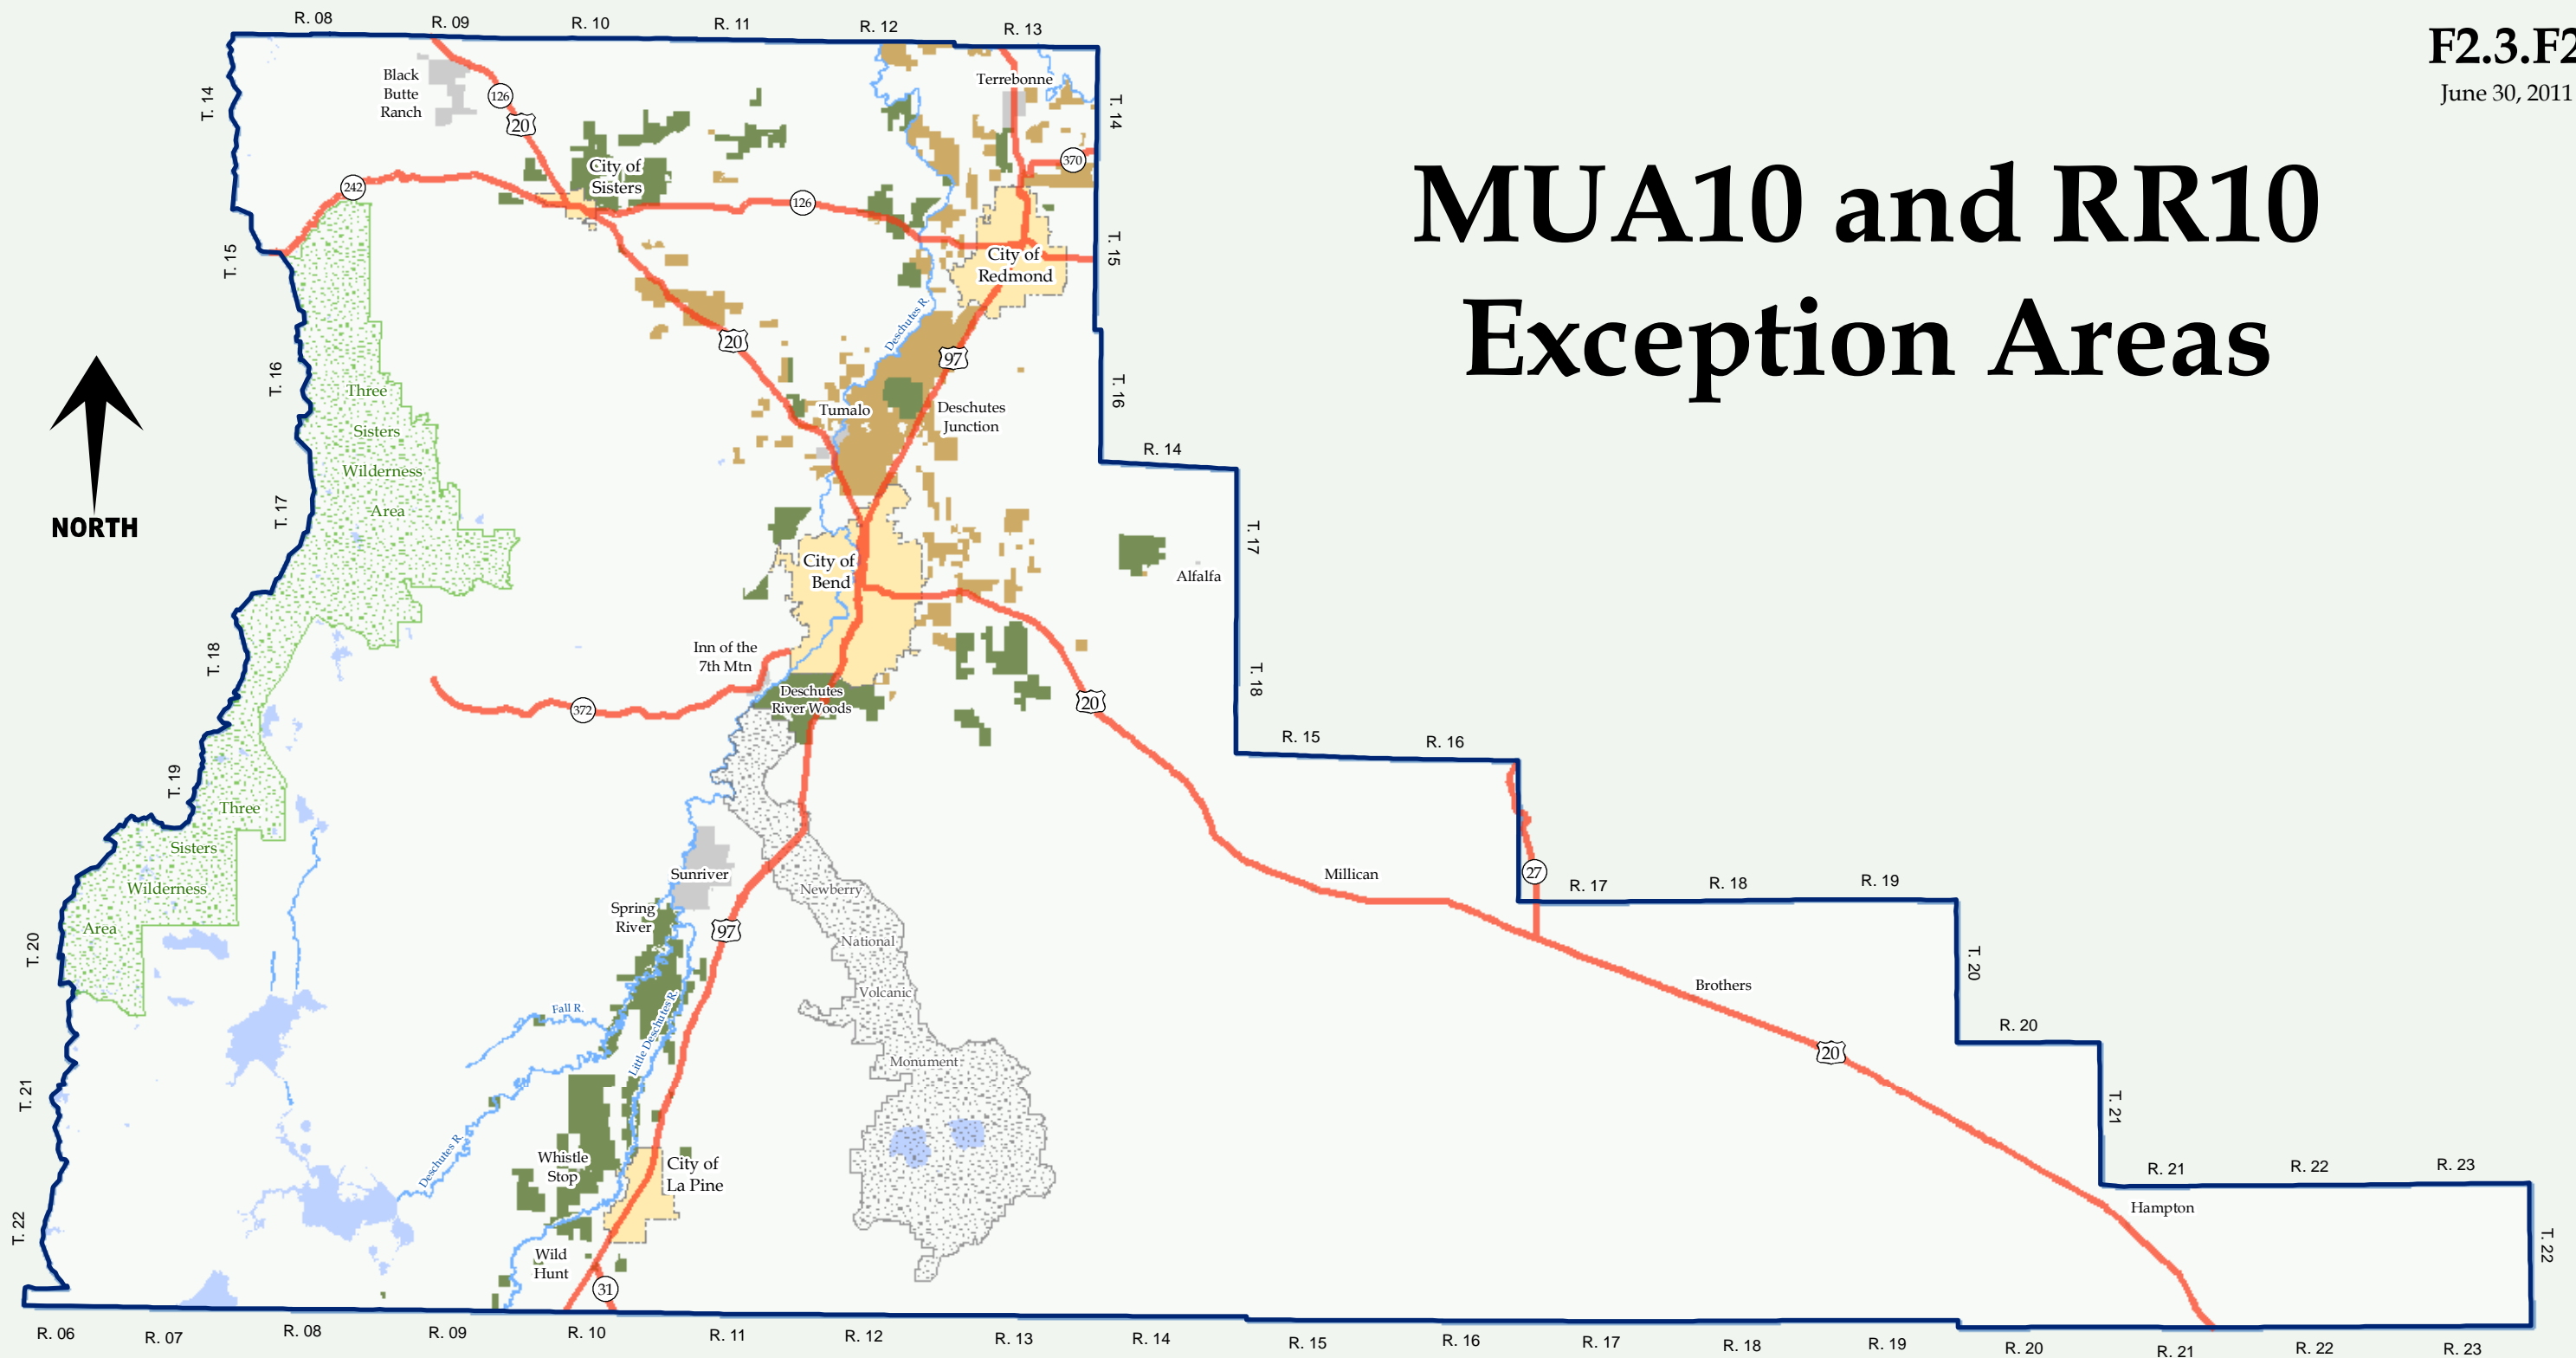 F2.3.F2
June 30, 2011
MUA10 and RR10
Exception Areas
R. 08
R. 09
R. 10
R. 11
R. 12
R. 13
T. 14
T. 15
T. 16
T. 17
T. 18
T. 19
T. 20
T. 21
T. 22
NORTH
Black
Butte
Ranch
126
20
242
City of
Sisters
126
Terrebonne
370
T. 14
T. 15
T. 16
City of
Redmond
Deschutes R.
20
97
Three
Sisters
Wilderness
Area
Tumalo
Deschutes
Junction
R. 14
T. 17
T. 18
City of
Bend
Alfalfa
Inn of the
7th Mtn
Deschutes
River Woods
372
20
R. 15
R. 16
Three
Sisters
Wilderness
Area
Sunriver
Spring
River
97
Newberry
National
Volcanic
Monument
Millican
27
R. 17
R. 18
R. 19
T. 20
Brothers
20
R. 20
T. 21
Fall R.
Little Deschutes R.
Deschutes R.
Whistle
Stop
City of
La Pine
Wild
Hunt
31
R. 21
R. 22
R. 23
Hampton
T. 22
R. 06
R. 07
R. 08
R. 09
R. 10
R. 11
R. 12
R. 13
R. 14
R. 15
R. 16
R. 17
R. 18
R. 19
R. 20
R. 21
R. 22
R. 23